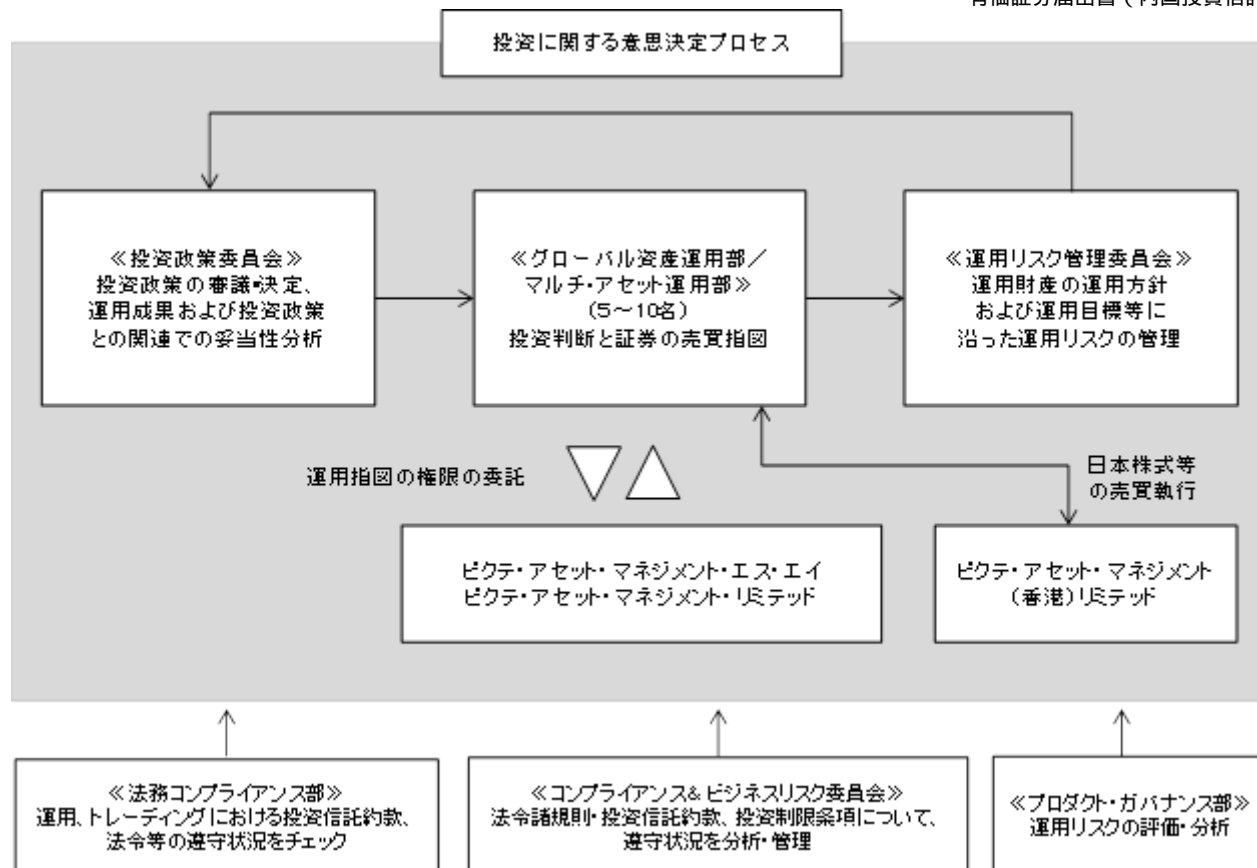 有価証券届出書（内国投資信託
投資に関する意思決定プロセス
≪投資政策委員会≫
投資政策の審議・決定、
運用成果および投資政策
との関連での妥当性分析
≪グローバル資産運用部／
マルチ・アセット運用部≫
(5～10名)
投資判断と証券の売買指図
≪運用リスク管理委員会≫
運用財産の運用方針
および運用目標等に
沿った運用リスクの管理
運用指図の権限の委託
日本株式等
の売買執行
ピクテ・アセット・マネジメント・エス・エイ
ピクテ・アセット・マネジメント・リミテッド
ピクテ・アセット・マネジメント
(香港)リミテッド
≪法務コンプライアンス部≫
運用、トレーディングにおける投資信託約款、
法令等の遵守状況をチェック
≪コンプライアンス&ビジネスリスク委員会≫
法令諸規則・投資信託約款、投資制限条項について、
遵守状況を分析・管理
≪プロダクト・ガバナンス部≫
運用リスクの評価・分析